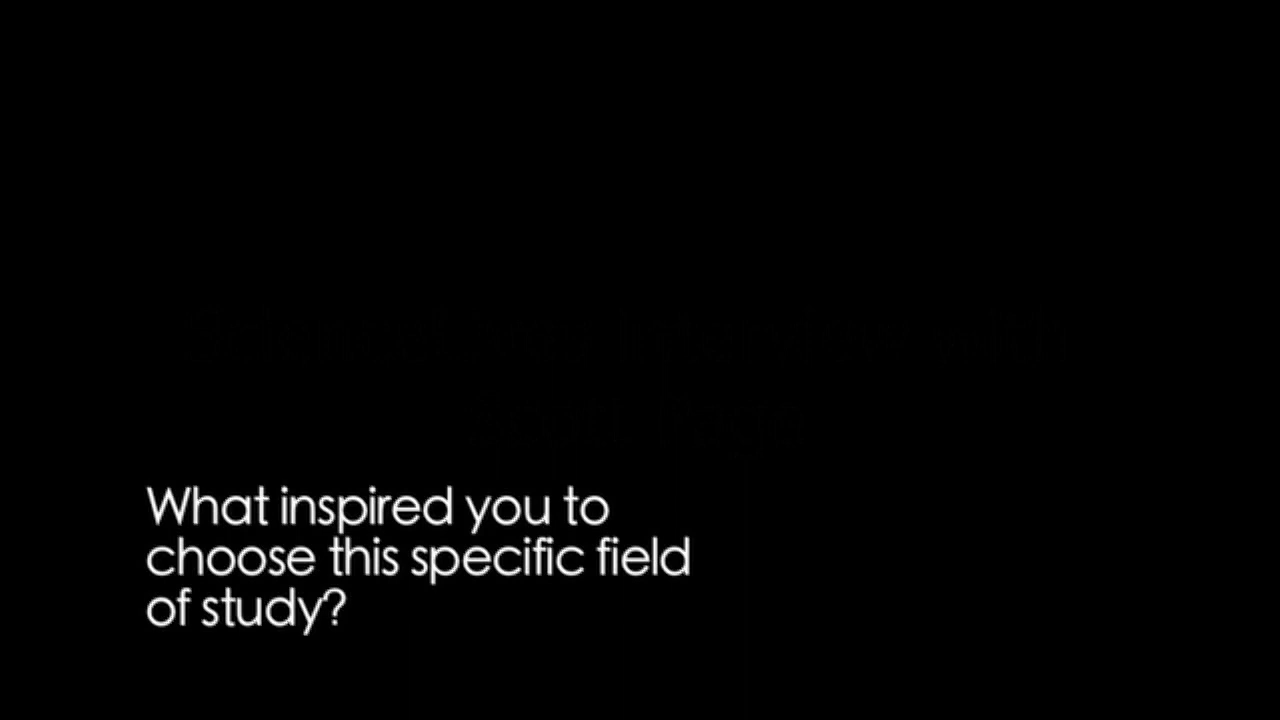 What inspired you to
choose this specific field
of study?